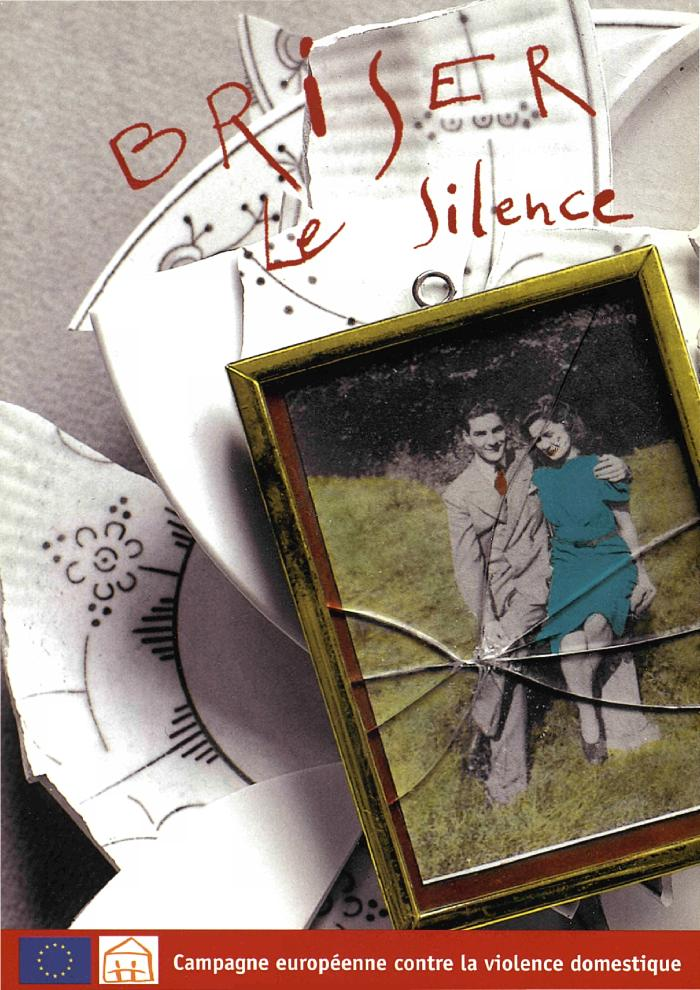 BRiSER
Le Silence
Campagne européenne contre la violence domestique